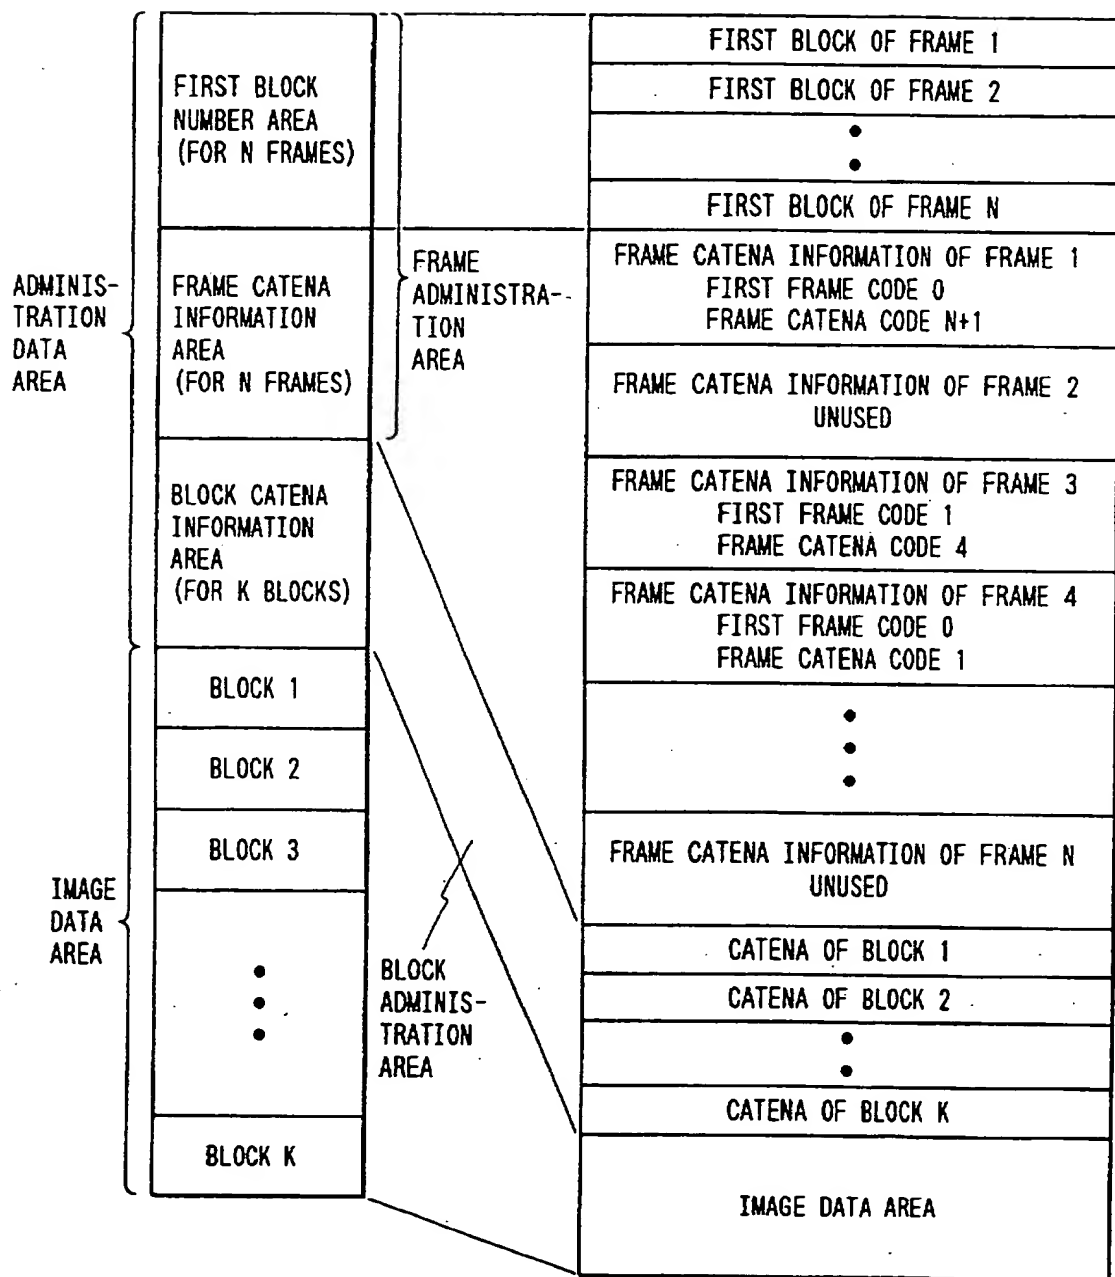 ADMINIS-
TRATION
DATA
AREA
IMAGE
DATA
AREA
FIRST BLOCK
NUMBER AREA
(FOR N FRAMES)
FRAME CATENA
INFORMATION
AREA
(FOR N FRAMES)
BLOCK CATENA
INFORMATION
AREA
(FOR K BLOCKS)
BLOCK 1
BLOCK 2
BLOCK 3
BLOCK K
FRAME
ADMINISTRA-
TION
AREA
BLOCK
ADMINIS-
TRATION
AREA
FIRST BLOCK OF FRAME 1
FIRST BLOCK OF FRAME 2
FIRST BLOCK OF FRAME N
FRAME CATENA INFORMATION OF FRAME 1
FIRST FRAME CODE 0
FRAME CATENA CODE N+1
FRAME CATENA INFORMATION OF FRAME 2
UNUSED
FRAME CATENA INFORMATION OF FRAME 3
FIRST FRAME CODE 1
FRAME CATENA CODE 4
FRAME CATENA INFORMATION OF FRAME 4
FIRST FRAME CODE 0
FRAME CATENA CODE 1
FRAME CATENA INFORMATION OF FRAME N
UNUSED
CATENA OF BLOCK 1
CATENA OF BLOCK 2
CATENA OF BLOCK K
IMAGE DATA AREA